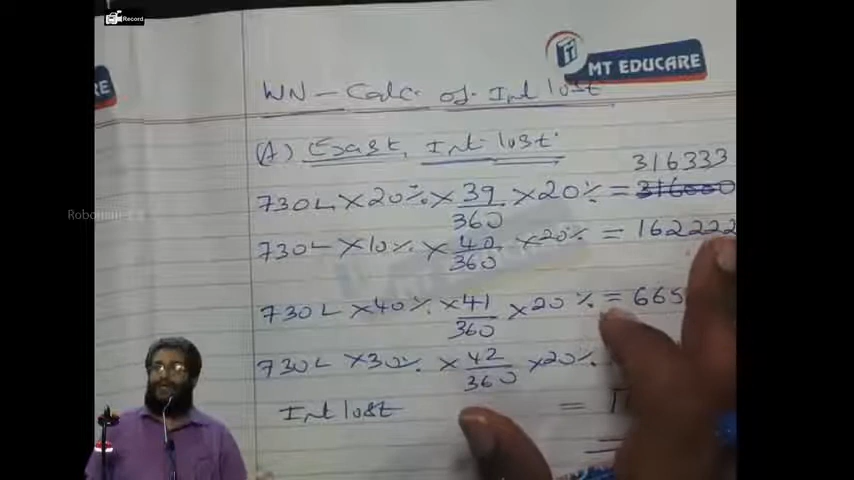 Record
RE
MT EDUCARE
WN - Calc. of Int lost
(A) Exact Int. lost
730L × 20% × 39/360 × 20% = 316333
730L × 10% × 40/360 × 20% = 162222
730L × 40% × 41/360 × 20% = 665
730L × 30% × 42/360 × 20%
Int lost =